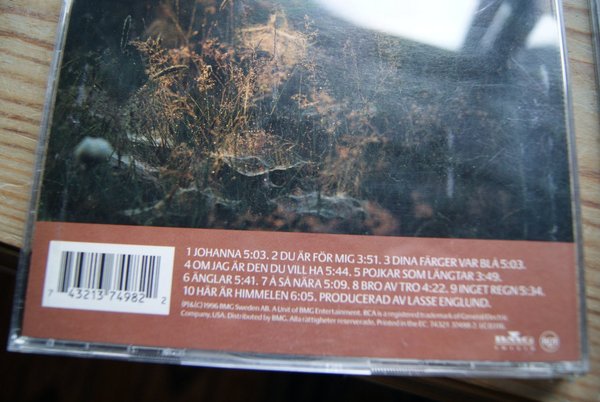 1 JOHANNA 5:03. 2 DU ÄR FÖR MIG 3:51. 3 DINA FÄRGER VAR BLÅ 5:03.
4 OM JAG ÄR DEN DU VILL HA 5:44. 5 POJKAR SOM LÄNGTAR 3:49.
6 ÄNGLAR 5:41. 7 Å SÅ NÄRA 5:09. 8 BRO AV TRO 4:22. 9 INGET REGN 5:34.
10 HÄR ÄR HIMMELEN 6:05. PRODUCERAD AV LASSE ENGLUND.
(P)&(C) 1996 BMG Sweden AB. A Unit of BMG Entertainment. RCA is a registered trademark of General Electric
Company, USA. Distributed by BMG. Alla rättigheter reserverade. Printed in the EC. 74321 37498 2
7 43213 74982 2
BMG
RCA